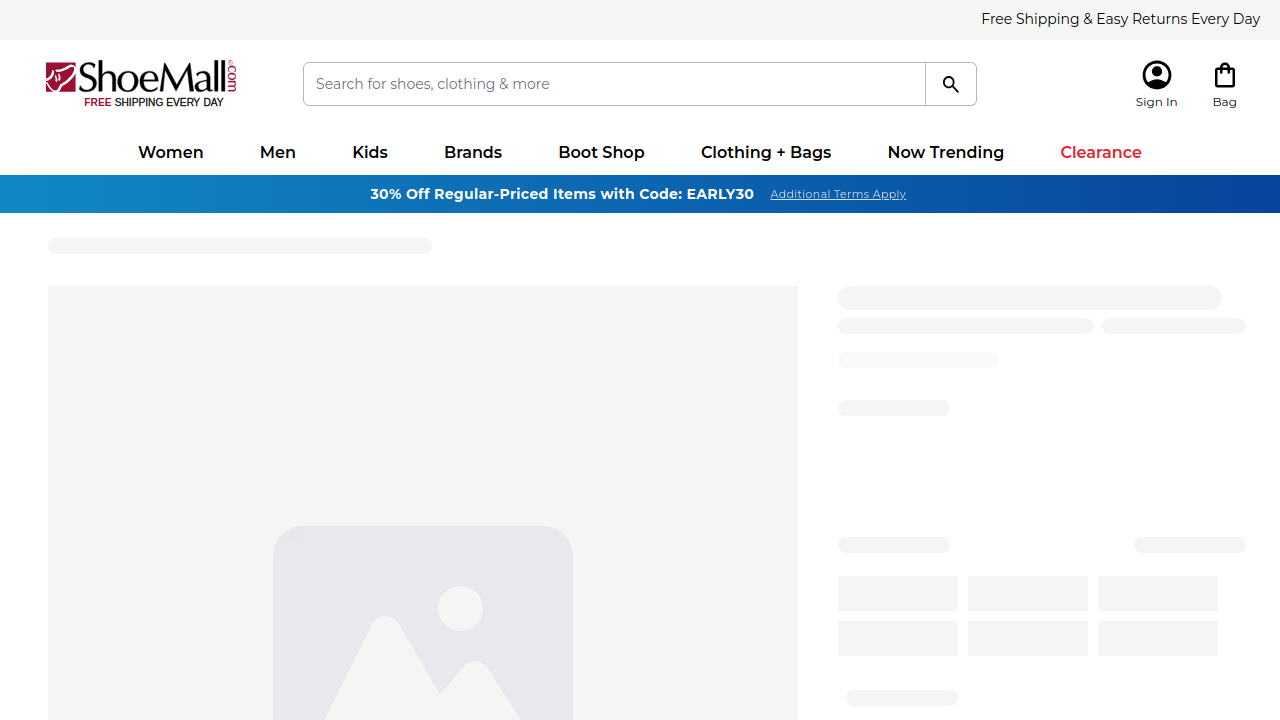 Free Shipping & Easy Returns Every Day
ShoeMall®.com
FREE SHIPPING EVERY DAY
Search for shoes, clothing & more
Sign In
Bag
Women
Men
Kids
Brands
Boot Shop
Clothing + Bags
Now Trending
Clearance
30% Off Regular-Priced Items with Code: EARLY30
Additional Terms Apply